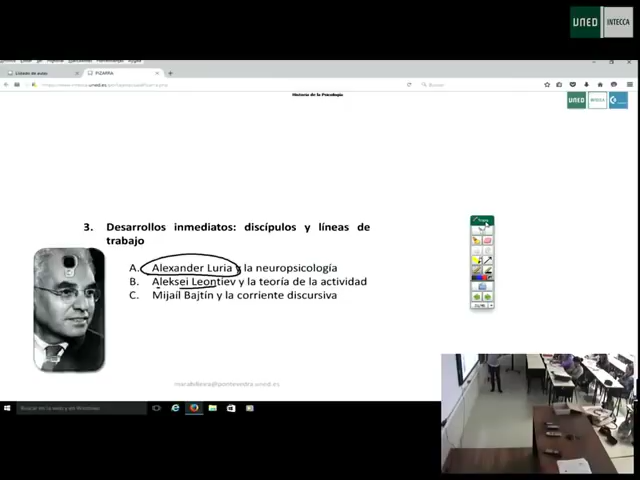 UNED INTECCA
Listado de aulas
PIZARRA
Buscar
Historia de la Psicología
UNED
3. Desarrollos inmediatos: discípulos y líneas de
trabajo
A. Alexander Luria y la neuropsicología
B. Aleksei Leontiev y la teoría de la actividad
C. Mijaíl Bajtín y la corriente discursiva
Buscar en la web y en Windows